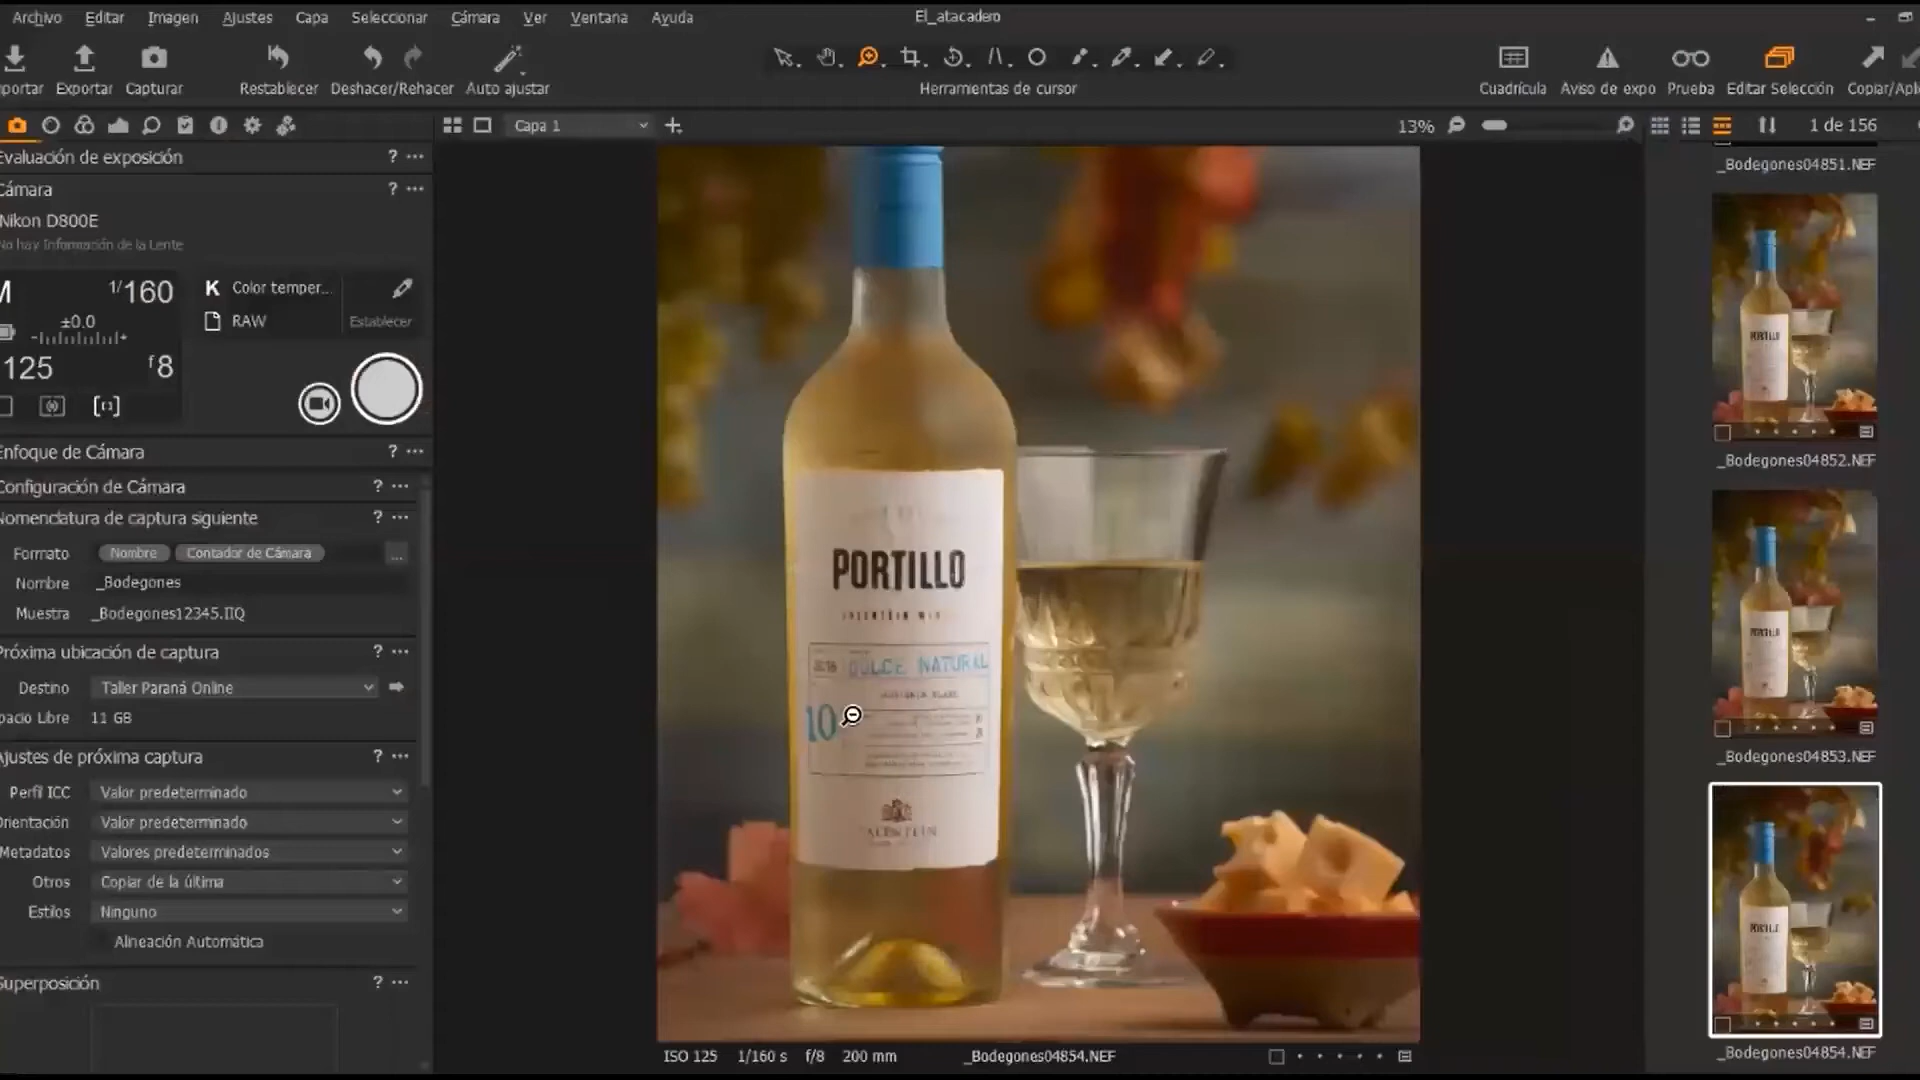 Archivo Editar Imagen Ajustes Capa Seleccionar Cámara Ver Ventana Ayuda
El_atacadero
portar Exportar Capturar Restablecer Deshacer/Rehacer Auto ajustar
Herramientas de cursor
Cuadrícula Aviso de expo Prueba Editar Selección Copiar/Apli
Capa 1
13%
1 de 156
Evaluación de exposición ? ...
Cámara ? ...
Nikon D800E
No hay Información de la Lente
M 1/160
±0.0
125 f8
K Color temper...
RAW
Establecer
Enfoque de Cámara ? ...
Configuración de Cámara ? ...
Nomenclatura de captura siguiente ? ...
Formato Nombre Contador de Cámara ...
Nombre _Bodegones
Muestra _Bodegones12345.IIQ
Próxima ubicación de captura ? ...
Destino Taller Paraná Online
pacio Libre 11 GB
Ajustes de próxima captura ? ...
Perfil ICC Valor predeterminado
Orientación Valor predeterminado
Metadatos Valores predeterminados
Otros Copiar de la última
Estilos Ninguno
Alineación Automática
Superposición ? ...
PORTILLO
DULCE NATURAL
10
ISO 125 1/160 s f/8 200 mm _Bodegones04854.NEF
_Bodegones04851.NEF
PORTILLO
_Bodegones04852.NEF
PORTILLO
_Bodegones04853.NEF
PORTILLO
_Bodegones04854.NEF